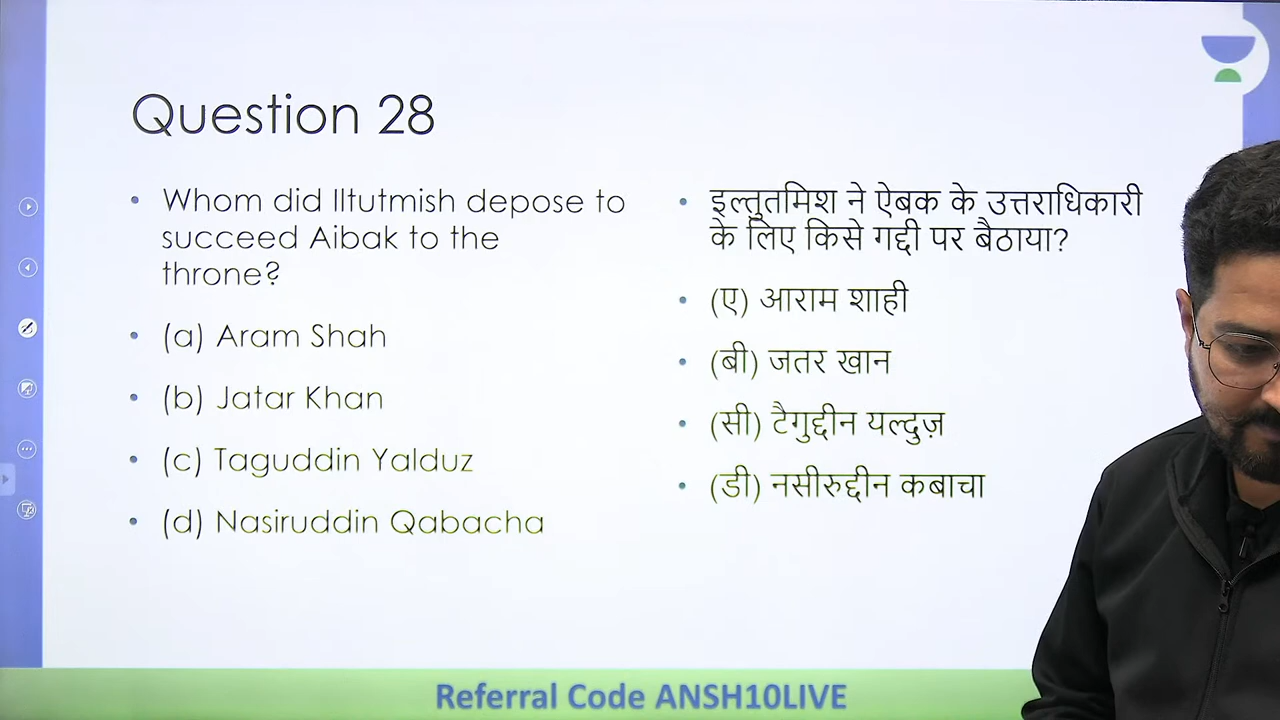 Question 28
Whom did Iltutmish depose to
succeed Aibak to the
throne?
(a) Aram Shah
(b) Jatar Khan
(c) Taguddin Yalduz
(d) Nasiruddin Qabacha
इल्तुतमिश ने ऐबक के उत्तराधिकारी
के लिए किसे गद्दी पर बैठाया?
(ए) आराम शाही
(बी) जतर खान
(सी) टैगुद्दीन यल्दुज़
(डी) नसीरुद्दीन कबाचा
Referral Code ANSH10LIVE